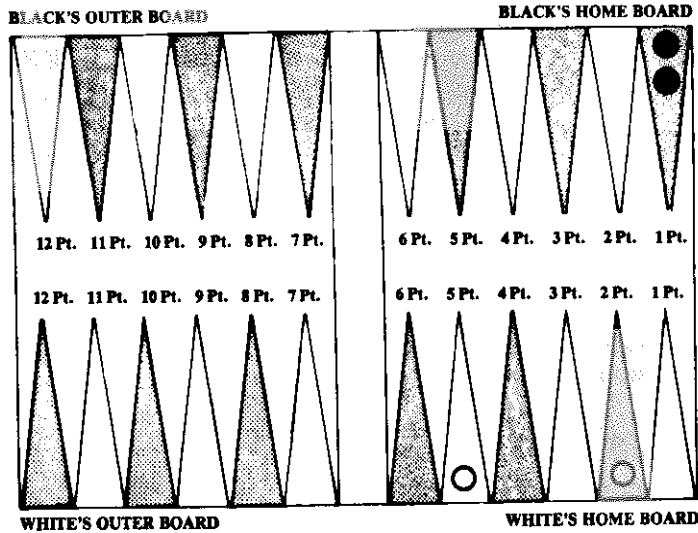 BLACK'S OUTER BOARD BLACK'S HOME BOARD
12 Pt. 11 Pt. 10 Pt. 9 Pt. 8 Pt. 7 Pt. 6 Pt. 5 Pt. 4 Pt. 3 Pt. 2 Pt. 1 Pt.
12 Pt. 11 Pt. 10 Pt. 9 Pt. 8 Pt. 7 Pt. 6 Pt. 5 Pt. 4 Pt. 3 Pt. 2 Pt. 1 Pt.
WHITE'S OUTER BOARD WHITE'S HOME BOARD